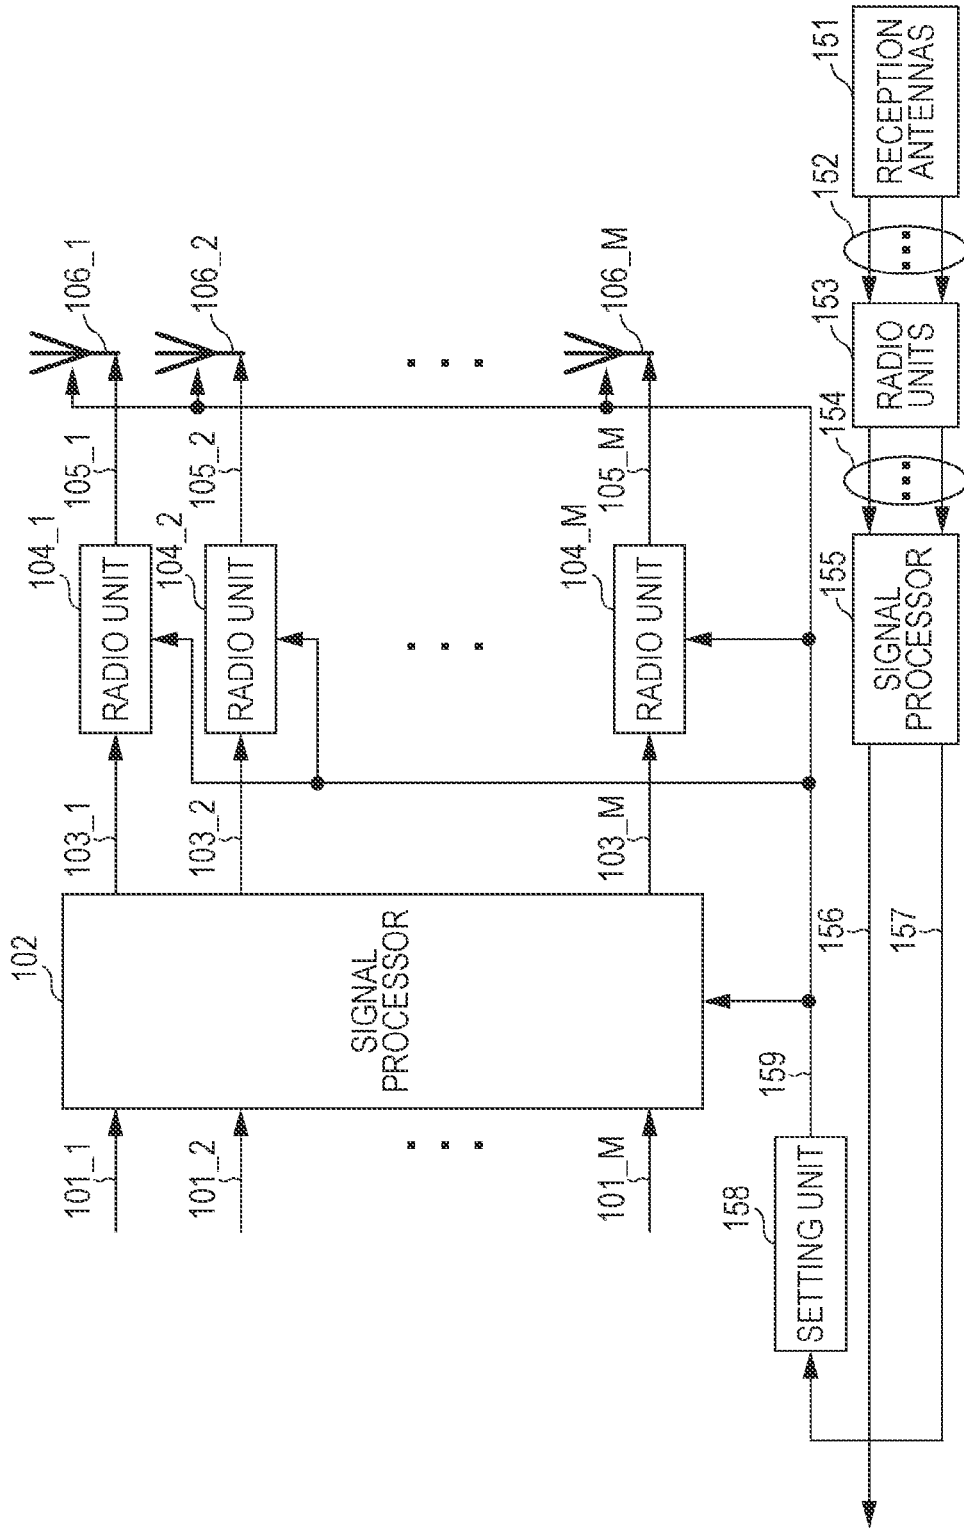 101_1
101_2
101_M
102
SIGNAL
PROCESSOR
103_1
103_2
103_M
104_1
RADIO UNIT
104_2
RADIO UNIT
104_M
RADIO UNIT
105_1
105_2
105_M
106_1
106_2
106_M
158
SETTING UNIT
159
156
157
155
SIGNAL
PROCESSOR
154
153
RADIO
UNITS
152
151
RECEPTION
ANTENNAS